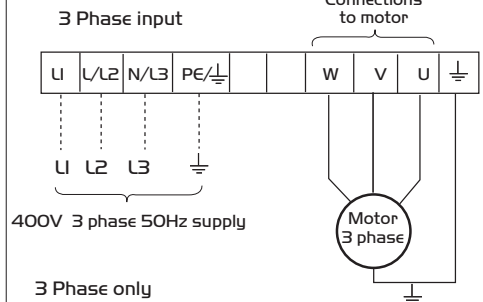 Connections
to motor
3 Phase input
L1 L/L2 N/L3 PE/⏚ W V U ⏚
L1 L2 L3 ⏚
400V 3 phase 50Hz supply
Motor
3 phase
3 Phase only